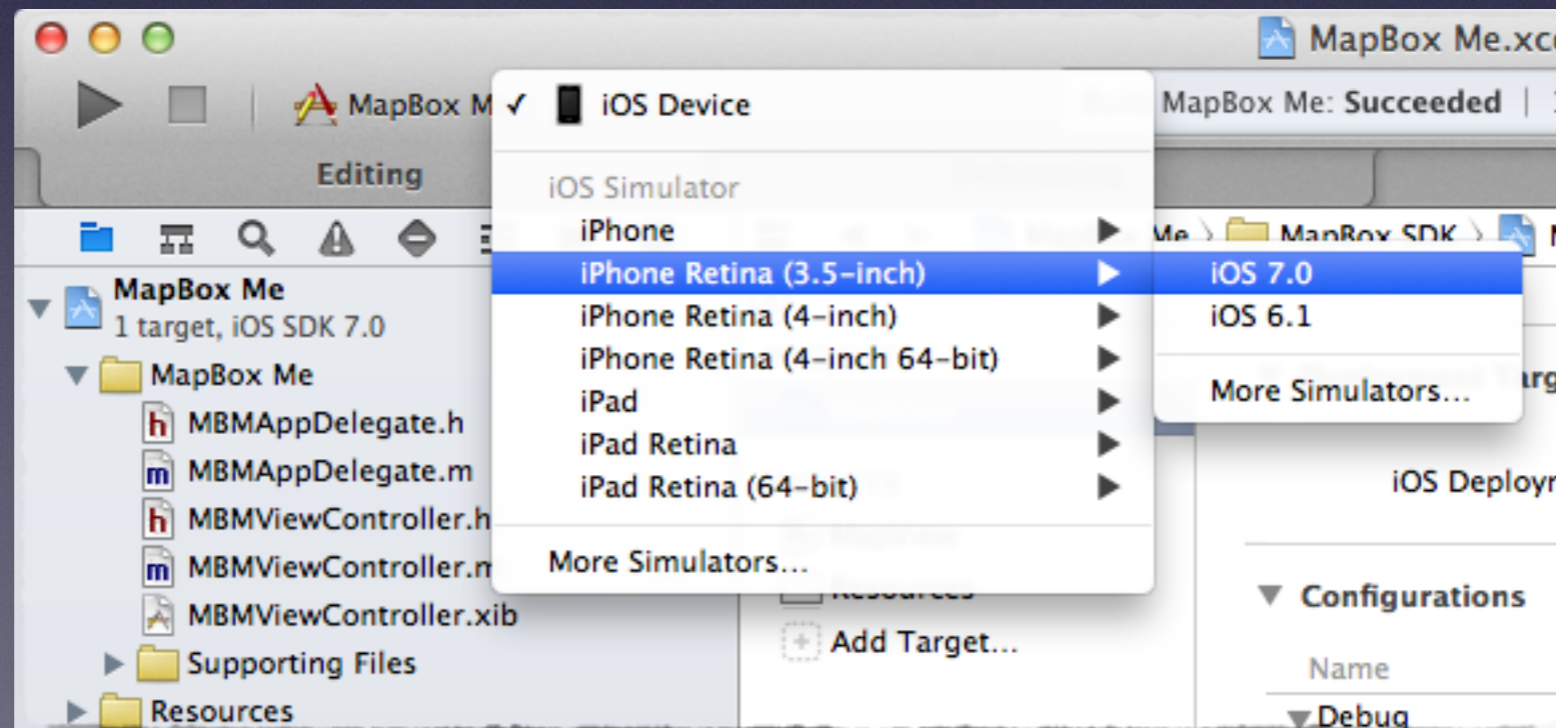 MapBox Me.xc
MapBox M
✓ iOS Device
MapBox Me: Succeeded |
Editing
iOS Simulator
iPhone
Me MapBox SDK
iPhone Retina (3.5-inch)
iOS 7.0
MapBox Me
1 target, iOS SDK 7.0
iPhone Retina (4-inch)
iOS 6.1
iPhone Retina (4-inch 64-bit)
MapBox Me
iPad
More Simulators...
MBMAppDelegate.h
iPad Retina
MBMAppDelegate.m
iPad Retina (64-bit)
iOS Deploy
MBMViewController.h
MBMViewController.m
More Simulators...
MapView
Resources
Configurations
MBMViewController.xib
Add Target...
Supporting Files
Name
Resources
Debug